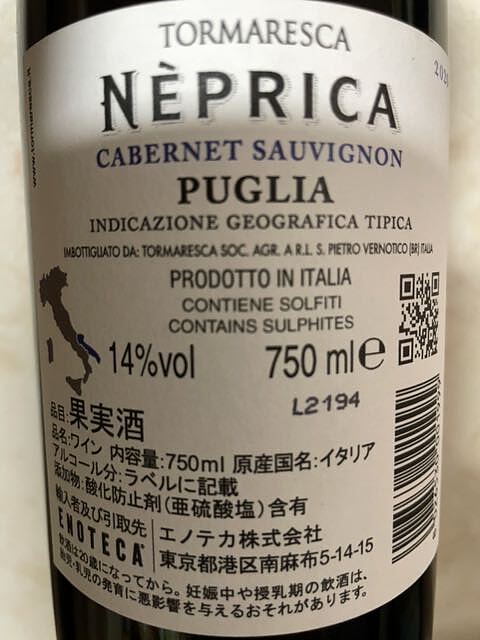 TORMARESCA
NÈPRICA
CABERNET SAUVIGNON
PUGLIA
INDICAZIONE GEOGRAFICA TIPICA
IMBOTTIGLIATO DA: TORMARESCA SOC. AGR. A R.L. S. PIETRO VERNOTICO (BR) ITALIA
PRODOTTO IN ITALIA
CONTIENE SOLFITI
CONTAINS SULPHITES
14%vol 750 ml e
L2194
品目:果実酒
品名:ワイン 内容量:750ml 原産国名:イタリア
アルコール分:ラベルに記載
添加物:酸化防止剤(亜硫酸塩)含有
輸入者及び引取先
ENOTECA
エノテカ株式会社
東京都港区南麻布5-14-15
飲酒は20歳になってから。妊娠中や授乳期の飲酒は、
胎児・乳児の発育に悪影響を与えるおそれがあります。